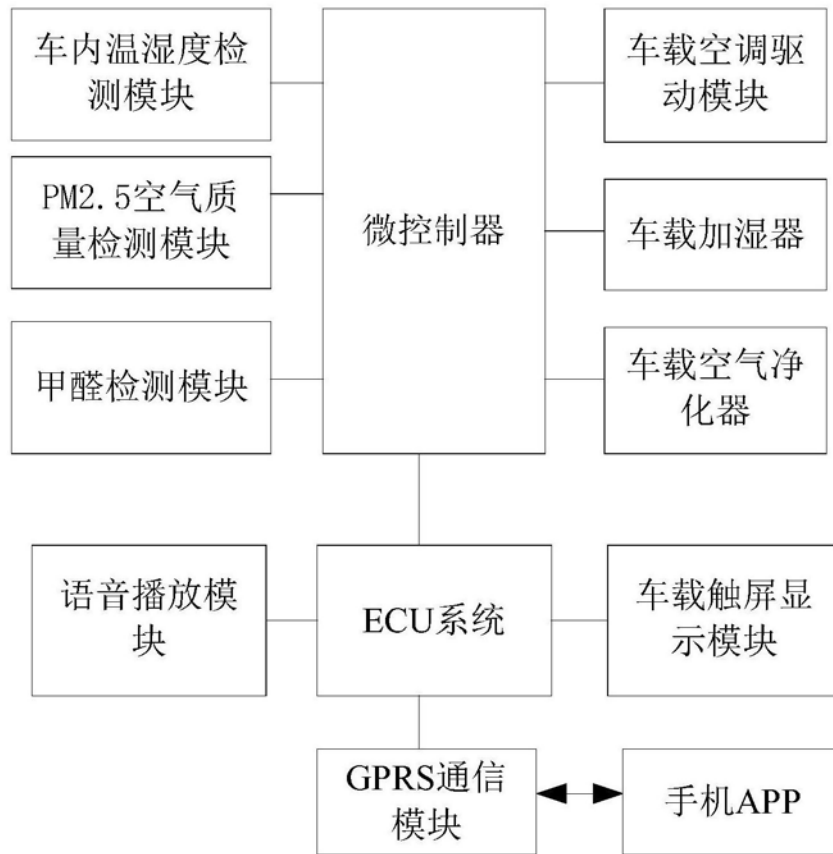 车内温湿度检
测模块
PM2.5空气质
量检测模块
甲醛检测模块
微控制器
车载空调驱
动模块
车载加湿器
车载空气净
化器
语音播放模
块
ECU系统
车载触屏显
示模块
GPRS通信
模块
手机APP